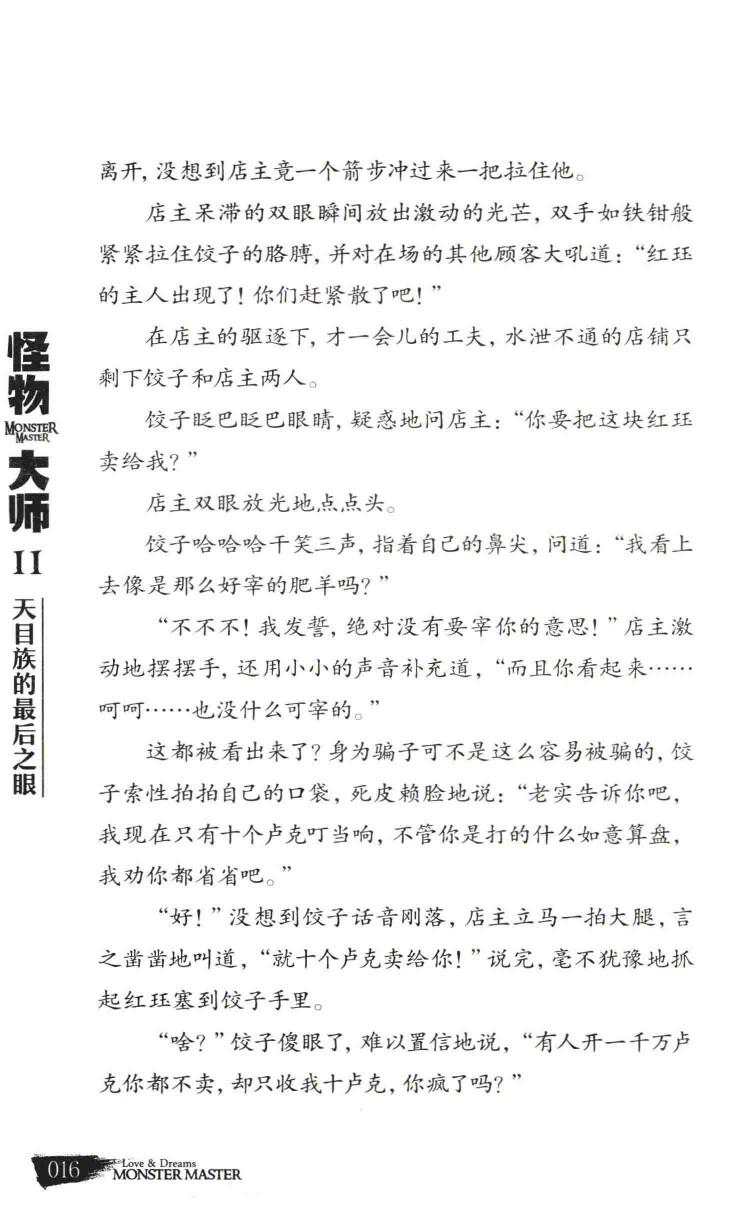 离开，没想到店主竟一个箭步冲过来一把拉住他。
店主呆滞的双眼瞬间放出激动的光芒，双手如铁钳般
紧紧拉住饺子的胳膊，并对在场的其他顾客大吼道：“红珏
的主人出现了！你们赶紧散了吧！”
在店主的驱逐下，才一会儿的工夫，水泄不通的店铺只
剩下饺子和店主两人。
饺子眨巴眨巴眼睛，疑惑地问店主：“你要把这块红珏
卖给我？”
店主双眼放光地点点头。
饺子哈哈哈干笑三声，指着自己的鼻尖，问道：“我看上
去像是那么好宰的肥羊吗？”
“不不不！我发誓，绝对没有要宰你的意思！”店主激
动地摆摆手，还用小小的声音补充道，“而且你看起来……
呵呵……也没什么可宰的。”
这都被看出来了？身为骗子可不是这么容易被骗的，饺
子索性拍拍自己的口袋，死皮赖脸地说：“老实告诉你吧，
我现在只有十个卢克叮当响，不管你是打的什么如意算盘，
我劝你都省省吧。”
“好！”没想到饺子话音刚落，店主立马一拍大腿，言
之凿凿地叫道，“就十个卢克卖给你！”说完，毫不犹豫地抓
起红珏塞到饺子手里。
“啥？”饺子傻眼了，难以置信地说，“有人开一千万卢
克你都不卖，却只收我十卢克，你疯了吗？”
怪物
MONSTER
MASTER
大师
II
天目族的最后之眼
016
Love & Dreams
MONSTER MASTER